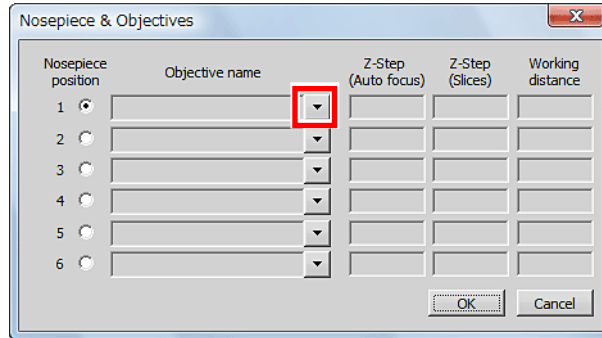 Nosepiece & Objectives
Nosepiece position
Objective name
Z-Step (Auto focus)
Z-Step (Slices)
Working distance
1
2
3
4
5
6
OK
Cancel